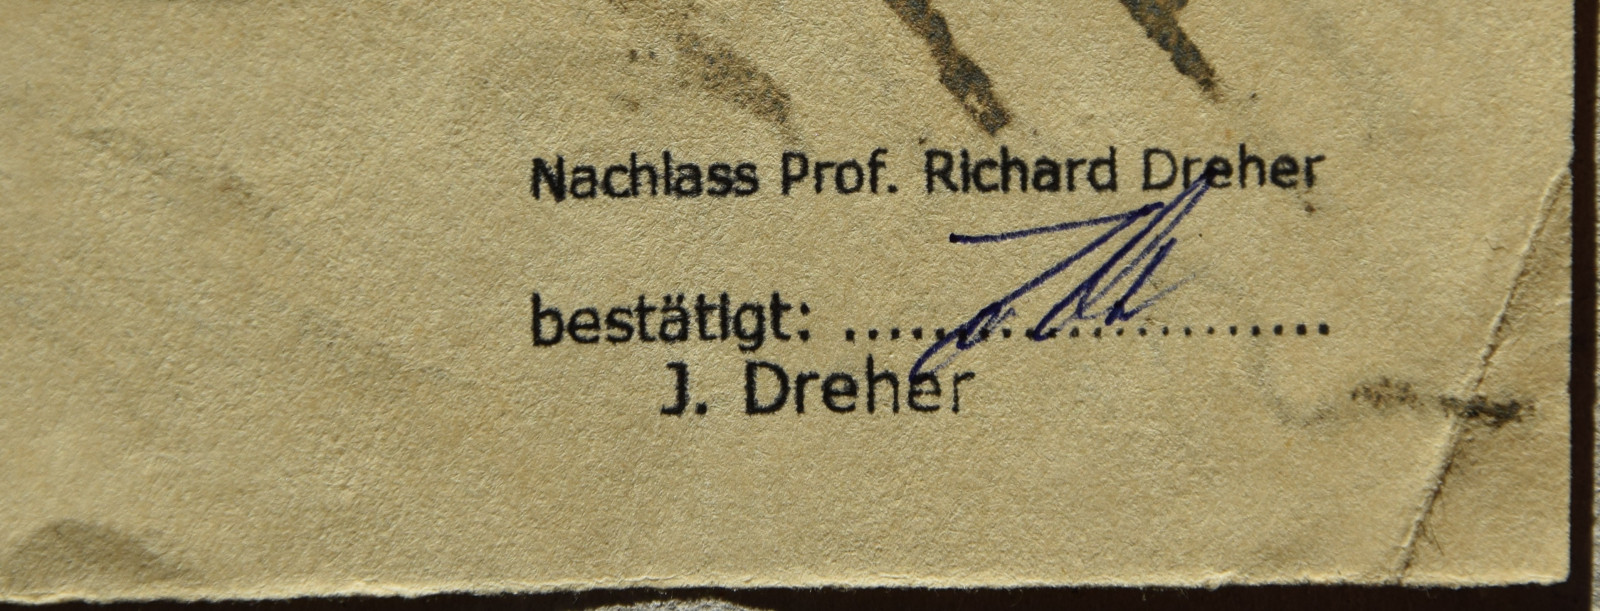 Nachlass Prof. Richard Dreher
bestätigt: ........................
J. Dreher